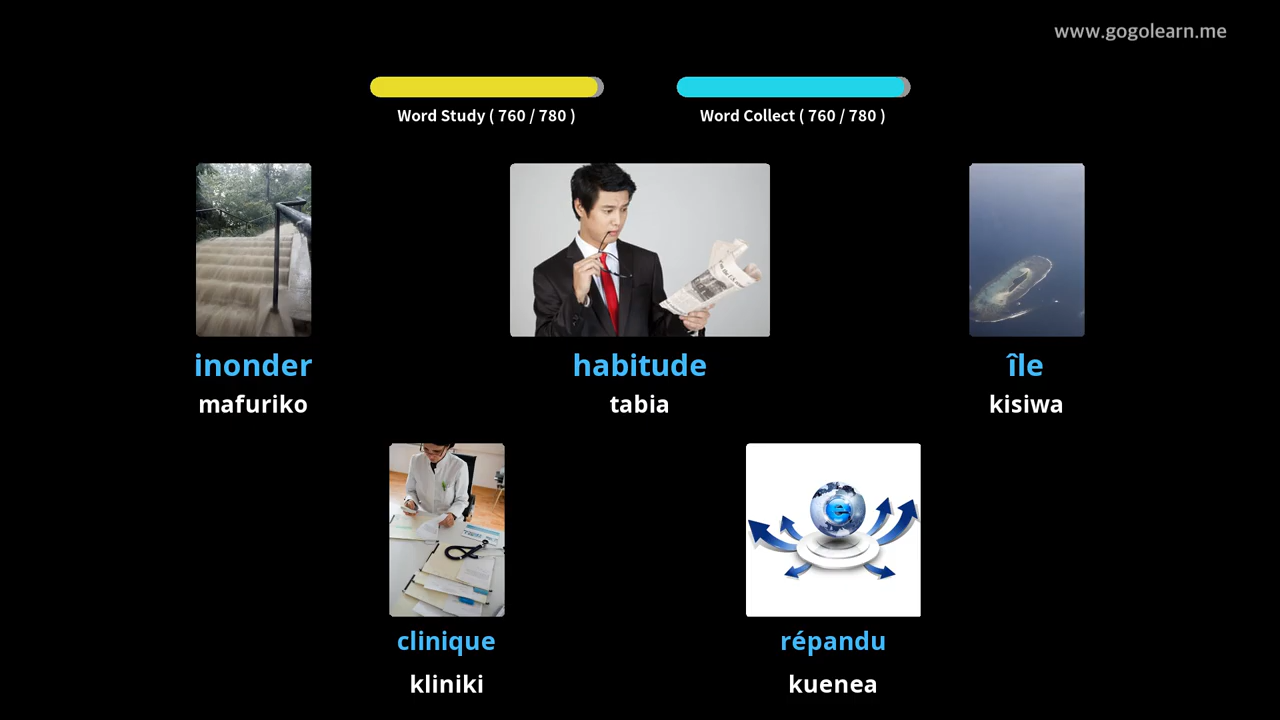 www.gogolearn.me
Word Study ( 760 / 780 )
Word Collect ( 760 / 780 )
inonder
mafuriko
habitude
tabia
île
kisiwa
clinique
kliniki
répandu
kuenea